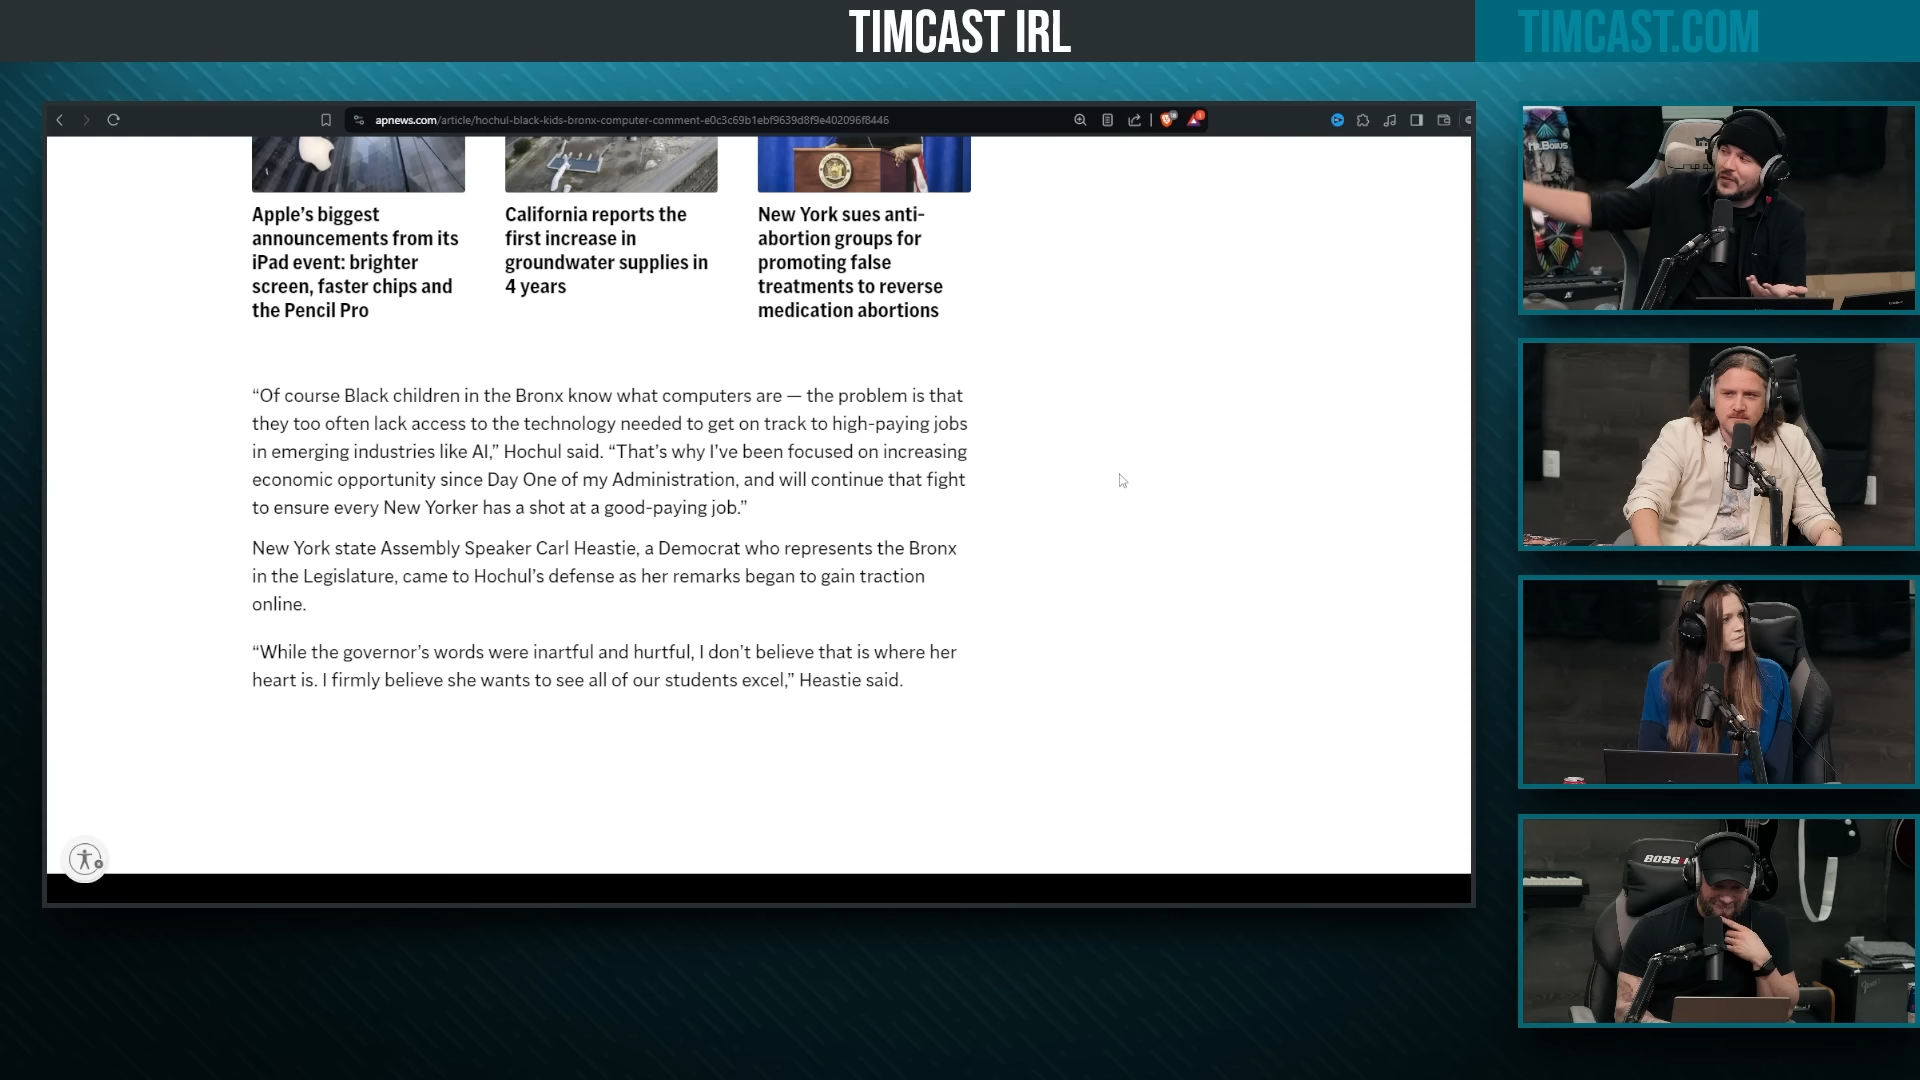 TIMCAST IRL
TIMCAST.COM
apnews.com/article/hochul-black-kids-bronx-computer-comment-e0c3c69b1ebf9639d8f9e402096f8446
Apple’s biggest
announcements from its
iPad event: brighter
screen, faster chips and
the Pencil Pro
California reports the
first increase in
groundwater supplies in
4 years
New York sues anti-
abortion groups for
promoting false
treatments to reverse
medication abortions
“Of course Black children in the Bronx know what computers are — the problem is that
they too often lack access to the technology needed to get on track to high-paying jobs
in emerging industries like AI,” Hochul said. “That’s why I’ve been focused on increasing
economic opportunity since Day One of my Administration, and will continue that fight
to ensure every New Yorker has a shot at a good-paying job.”
New York state Assembly Speaker Carl Heastie, a Democrat who represents the Bronx
in the Legislature, came to Hochul’s defense as her remarks began to gain traction
online.
“While the governor’s words were inartful and hurtful, I don’t believe that is where her
heart is. I firmly believe she wants to see all of our students excel,” Heastie said.
MR.BONUS
BOSS
Fender